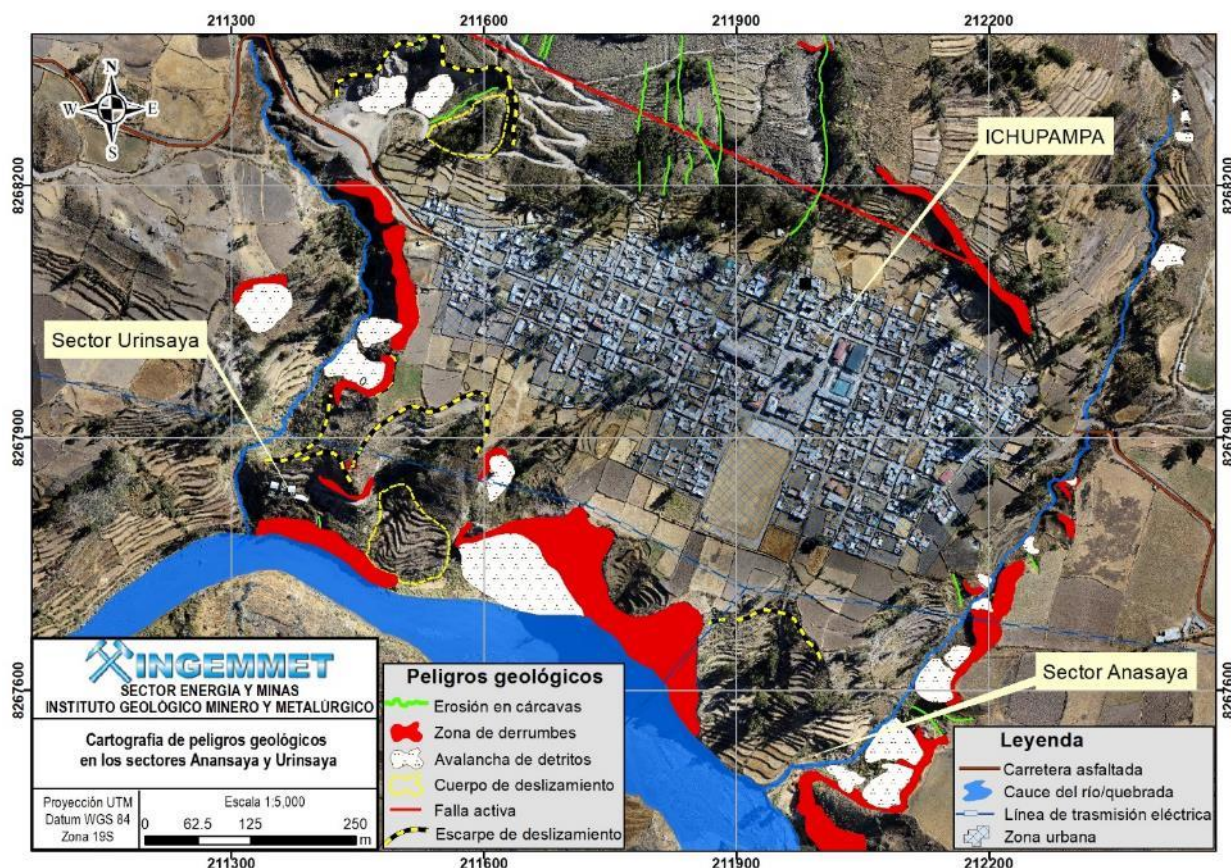 211300
211600
211900
212200
N
W E
S
ICHUPAMPA
8268200
8268200
Sector Urinsaya
8267900
8267900
Sector Anasaya
8267600
8267600
INGEMMET
SECTOR ENERGIA Y MINAS
INSTITUTO GEOLÓGICO MINERO Y METALÚRGICO
Cartografia de peligros geológicos
en los sectores Anansaya y Urinsaya
Proyección UTM
Datum WGS 84
Zona 19S
Escala 1:5,000
0 62.5 125 250
m
Peligros geológicos
Erosión en cárcavas
Zona de derrumbes
Avalancha de detritos
Cuerpo de deslizamiento
Falla activa
Escarpe de deslizamiento
Leyenda
Carretera asfaltada
Cauce del río/quebrada
Línea de trasmisión eléctrica
Zona urbana
211300
211600
211900
212200